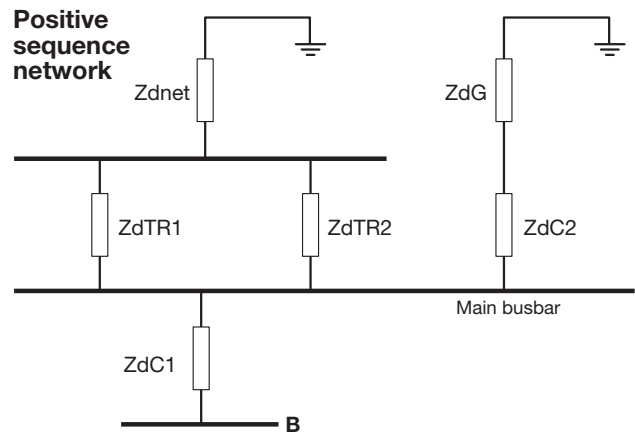 Positive
sequence
network
Zdnet
ZdG
ZdTR1
ZdTR2
ZdC2
Main busbar
ZdC1
B